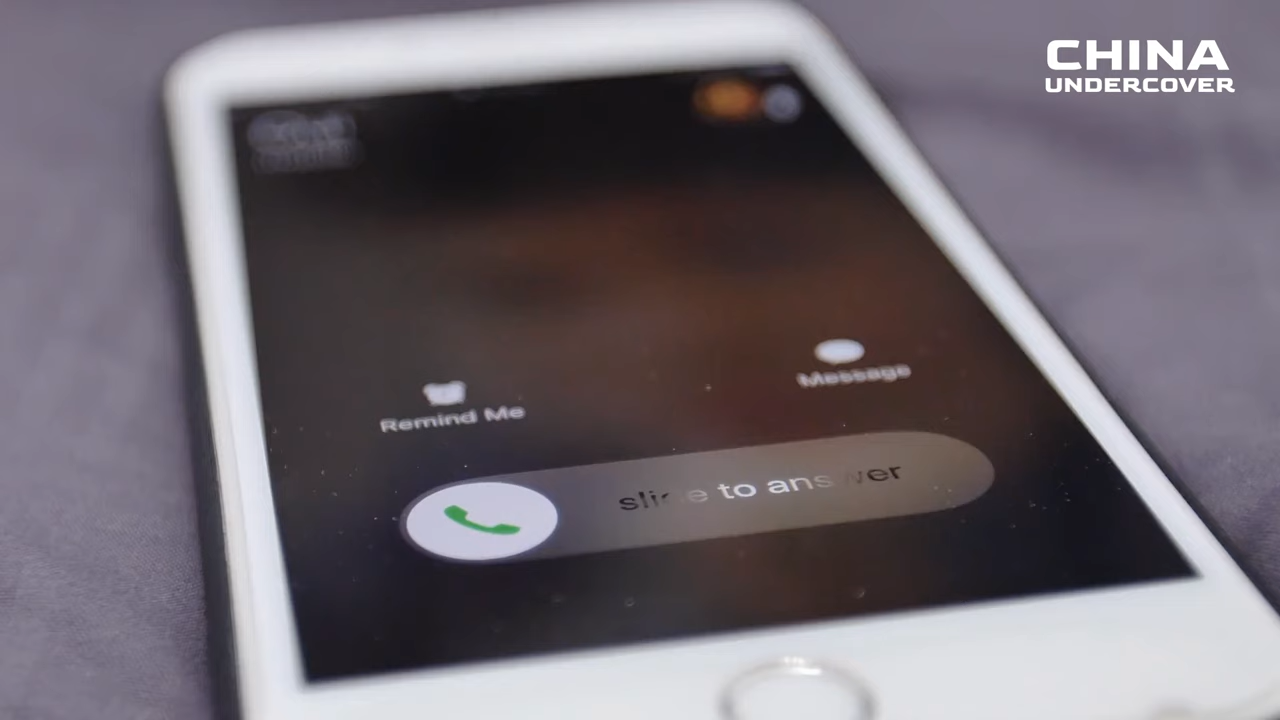 CHINA
UNDERCOVER
Remind Me
Message
slide to answer